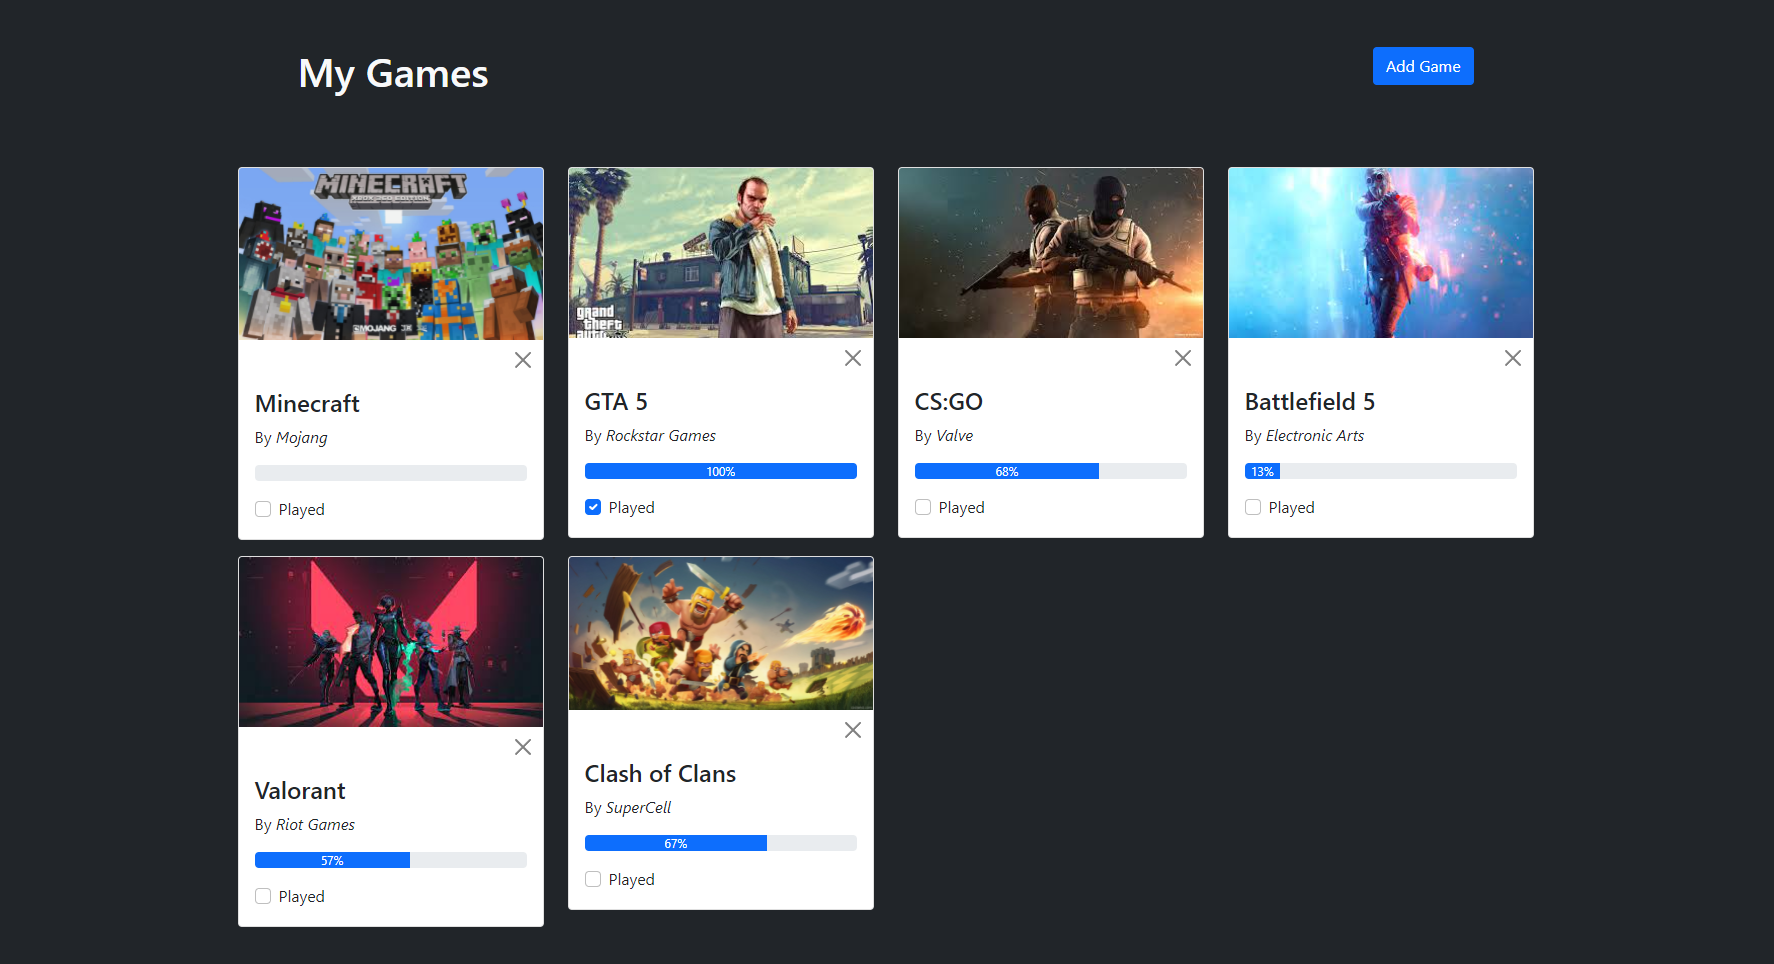 My Games
Add Game
MINECRAFT
XBOX 360 EDITION
MOJANG
Minecraft
By Mojang
Played
grand
theft
auto
GTA 5
By Rockstar Games
100%
Played
CS:GO
By Valve
68%
Played
Battlefield 5
By Electronic Arts
13%
Played
Valorant
By Riot Games
57%
Played
Clash of Clans
By SuperCell
67%
Played